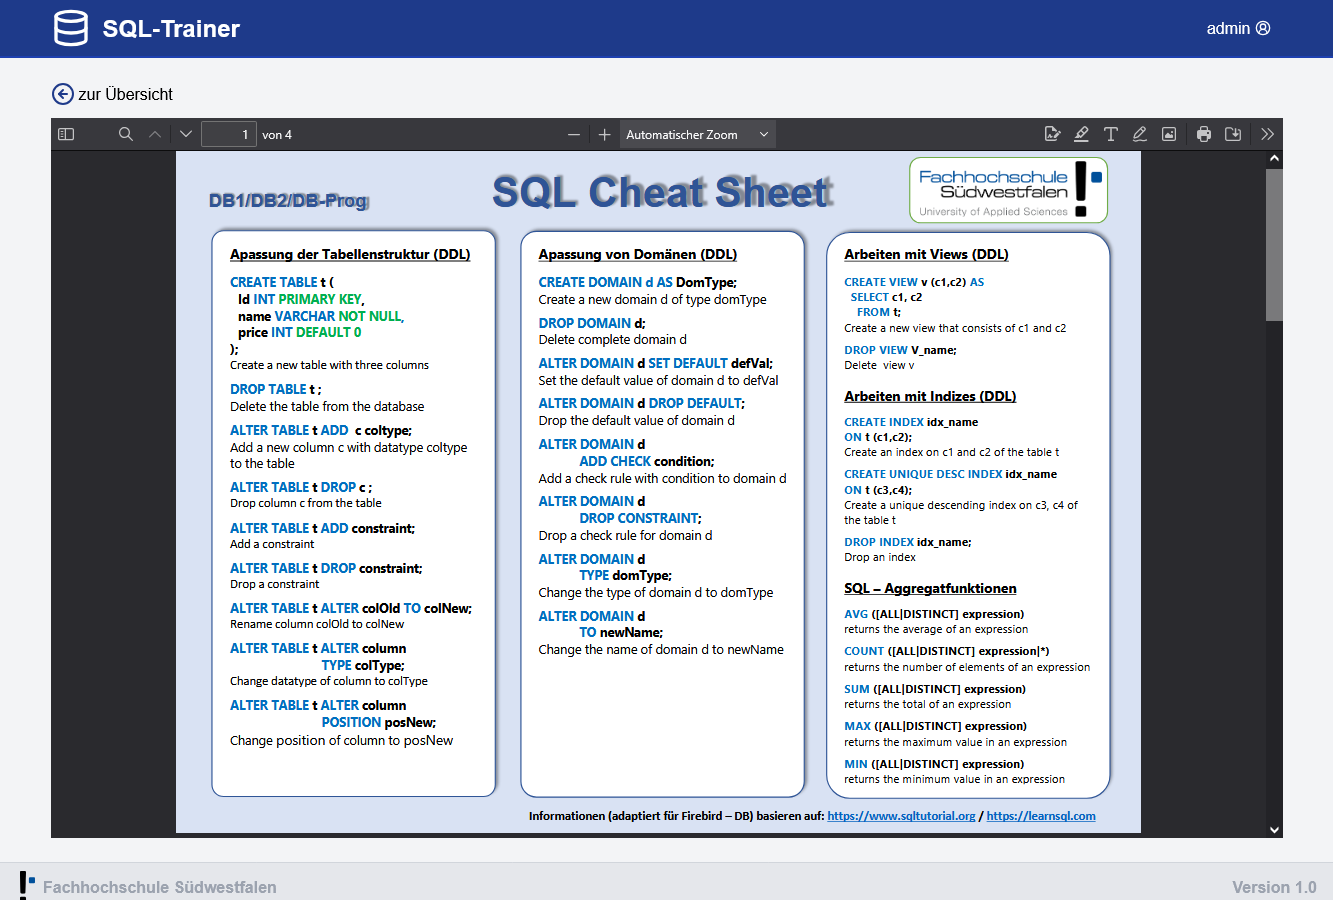 SQL-Trainer
admin
zur Übersicht
1 von 4
Automatischer Zoom
DB1/DB2/DB-Prog
SQL Cheat Sheet
Fachhochschule
Südwestfalen
University of Applied Sciences
Apassung der Tabellenstruktur (DDL)
CREATE TABLE t (
Id INT PRIMARY KEY,
name VARCHAR NOT NULL,
price INT DEFAULT 0
);
Create a new table with three columns
DROP TABLE t ;
Delete the table from the database
ALTER TABLE t ADD c coltype;
Add a new column c with datatype coltype
to the table
ALTER TABLE t DROP c ;
Drop column c from the table
ALTER TABLE t ADD constraint;
Add a constraint
ALTER TABLE t DROP constraint;
Drop a constraint
ALTER TABLE t ALTER colOld TO colNew;
Rename column colOld to colNew
ALTER TABLE t ALTER column
TYPE colType;
Change datatype of column to colType
ALTER TABLE t ALTER column
POSITION posNew;
Change position of column to posNew
Apassung von Domänen (DDL)
CREATE DOMAIN d AS DomType;
Create a new domain d of type domType
DROP DOMAIN d;
Delete complete domain d
ALTER DOMAIN d SET DEFAULT defVal;
Set the default value of domain d to defVal
ALTER DOMAIN d DROP DEFAULT;
Drop the default value of domain d
ALTER DOMAIN d
ADD CHECK condition;
Add a check rule with condition to domain d
ALTER DOMAIN d
DROP CONSTRAINT;
Drop a check rule for domain d
ALTER DOMAIN d
TYPE domType;
Change the type of domain d to domType
ALTER DOMAIN d
TO newName;
Change the name of domain d to newName
Arbeiten mit Views (DDL)
CREATE VIEW v (c1,c2) AS
SELECT c1, c2
FROM t;
Create a new view that consists of c1 and c2
DROP VIEW V_name;
Delete view v
Arbeiten mit Indizes (DDL)
CREATE INDEX idx_name
ON t (c1,c2);
Create an index on c1 and c2 of the table t
CREATE UNIQUE DESC INDEX idx_name
ON t (c3,c4);
Create a unique descending index on c3, c4 of
the table t
DROP INDEX idx_name;
Drop an index
SQL – Aggregatfunktionen
AVG ([ALL|DISTINCT] expression)
returns the average of an expression
COUNT ([ALL|DISTINCT] expression|*)
returns the number of elements of an expression
SUM ([ALL|DISTINCT] expression)
returns the total of an expression
MAX ([ALL|DISTINCT] expression)
returns the maximum value in an expression
MIN ([ALL|DISTINCT] expression)
returns the minimum value in an expression
Informationen (adaptiert für Firebird – DB) basieren auf: https://www.sqltutorial.org / https://learnsql.com
Fachhochschule Südwestfalen
Version 1.0